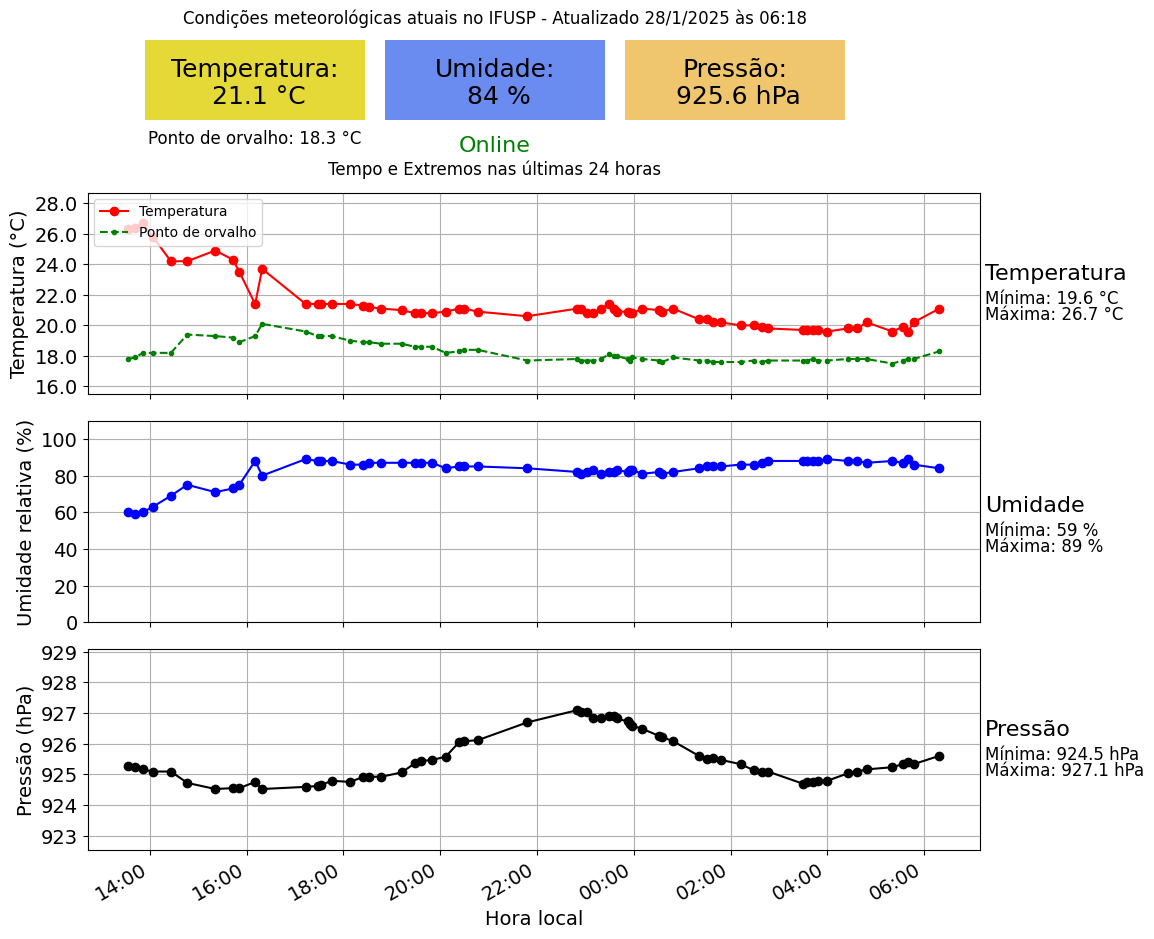 Condições meteorológicas atuais no IFUSP - Atualizado 28/1/2025 às 06:18
Temperatura:
21.1 °C
Umidade:
84 %
Pressão:
925.6 hPa
Ponto de orvalho: 18.3 °C
Online
Tempo e Extremos nas últimas 24 horas
Temperatura (°C)
28.0
26.0
24.0
22.0
20.0
18.0
16.0
Temperatura
Ponto de orvalho
Temperatura
Mínima: 19.6 °C
Máxima: 26.7 °C
Umidade relativa (%)
100
80
60
40
20
0
Umidade
Mínima: 59 %
Máxima: 89 %
Pressão (hPa)
929
928
927
926
925
924
923
Pressão
Mínima: 924.5 hPa
Máxima: 927.1 hPa
14:00
16:00
18:00
20:00
22:00
00:00
02:00
04:00
06:00
Hora local